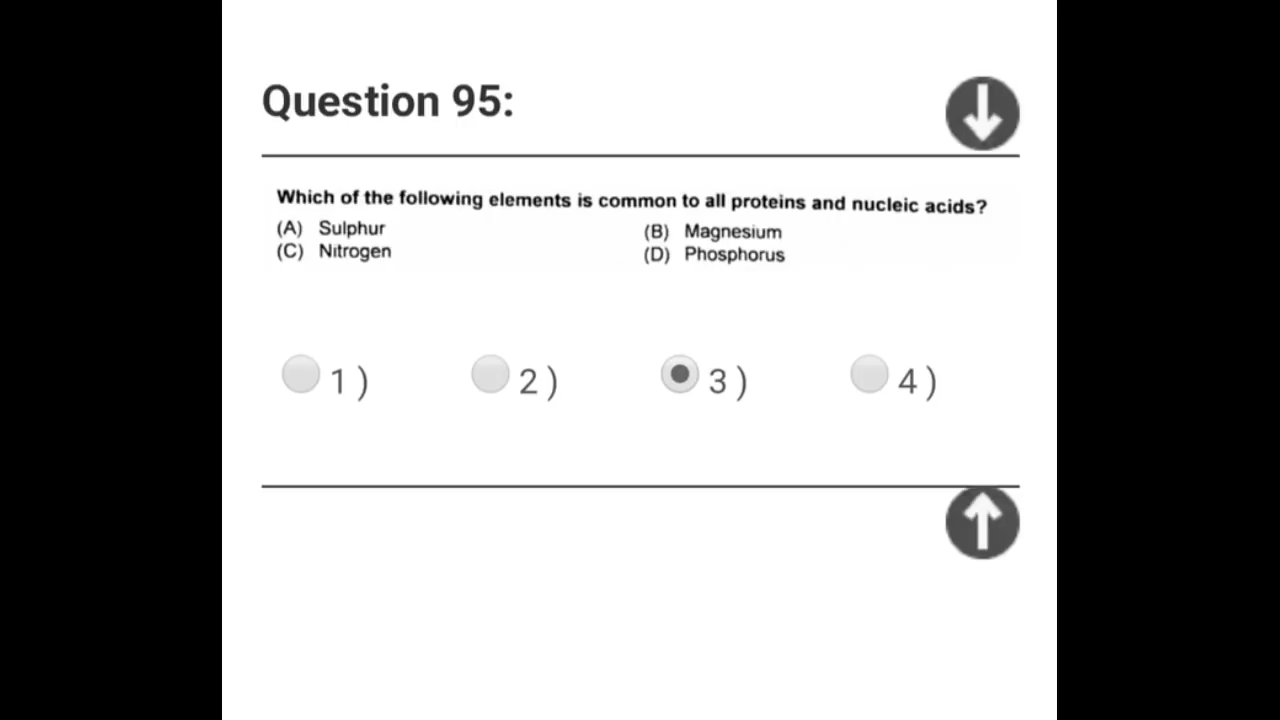 Question 95:
Which of the following elements is common to all proteins and nucleic acids?
(A) Sulphur (B) Magnesium
(C) Nitrogen (D) Phosphorus
1 ) 2 ) 3 ) 4 )